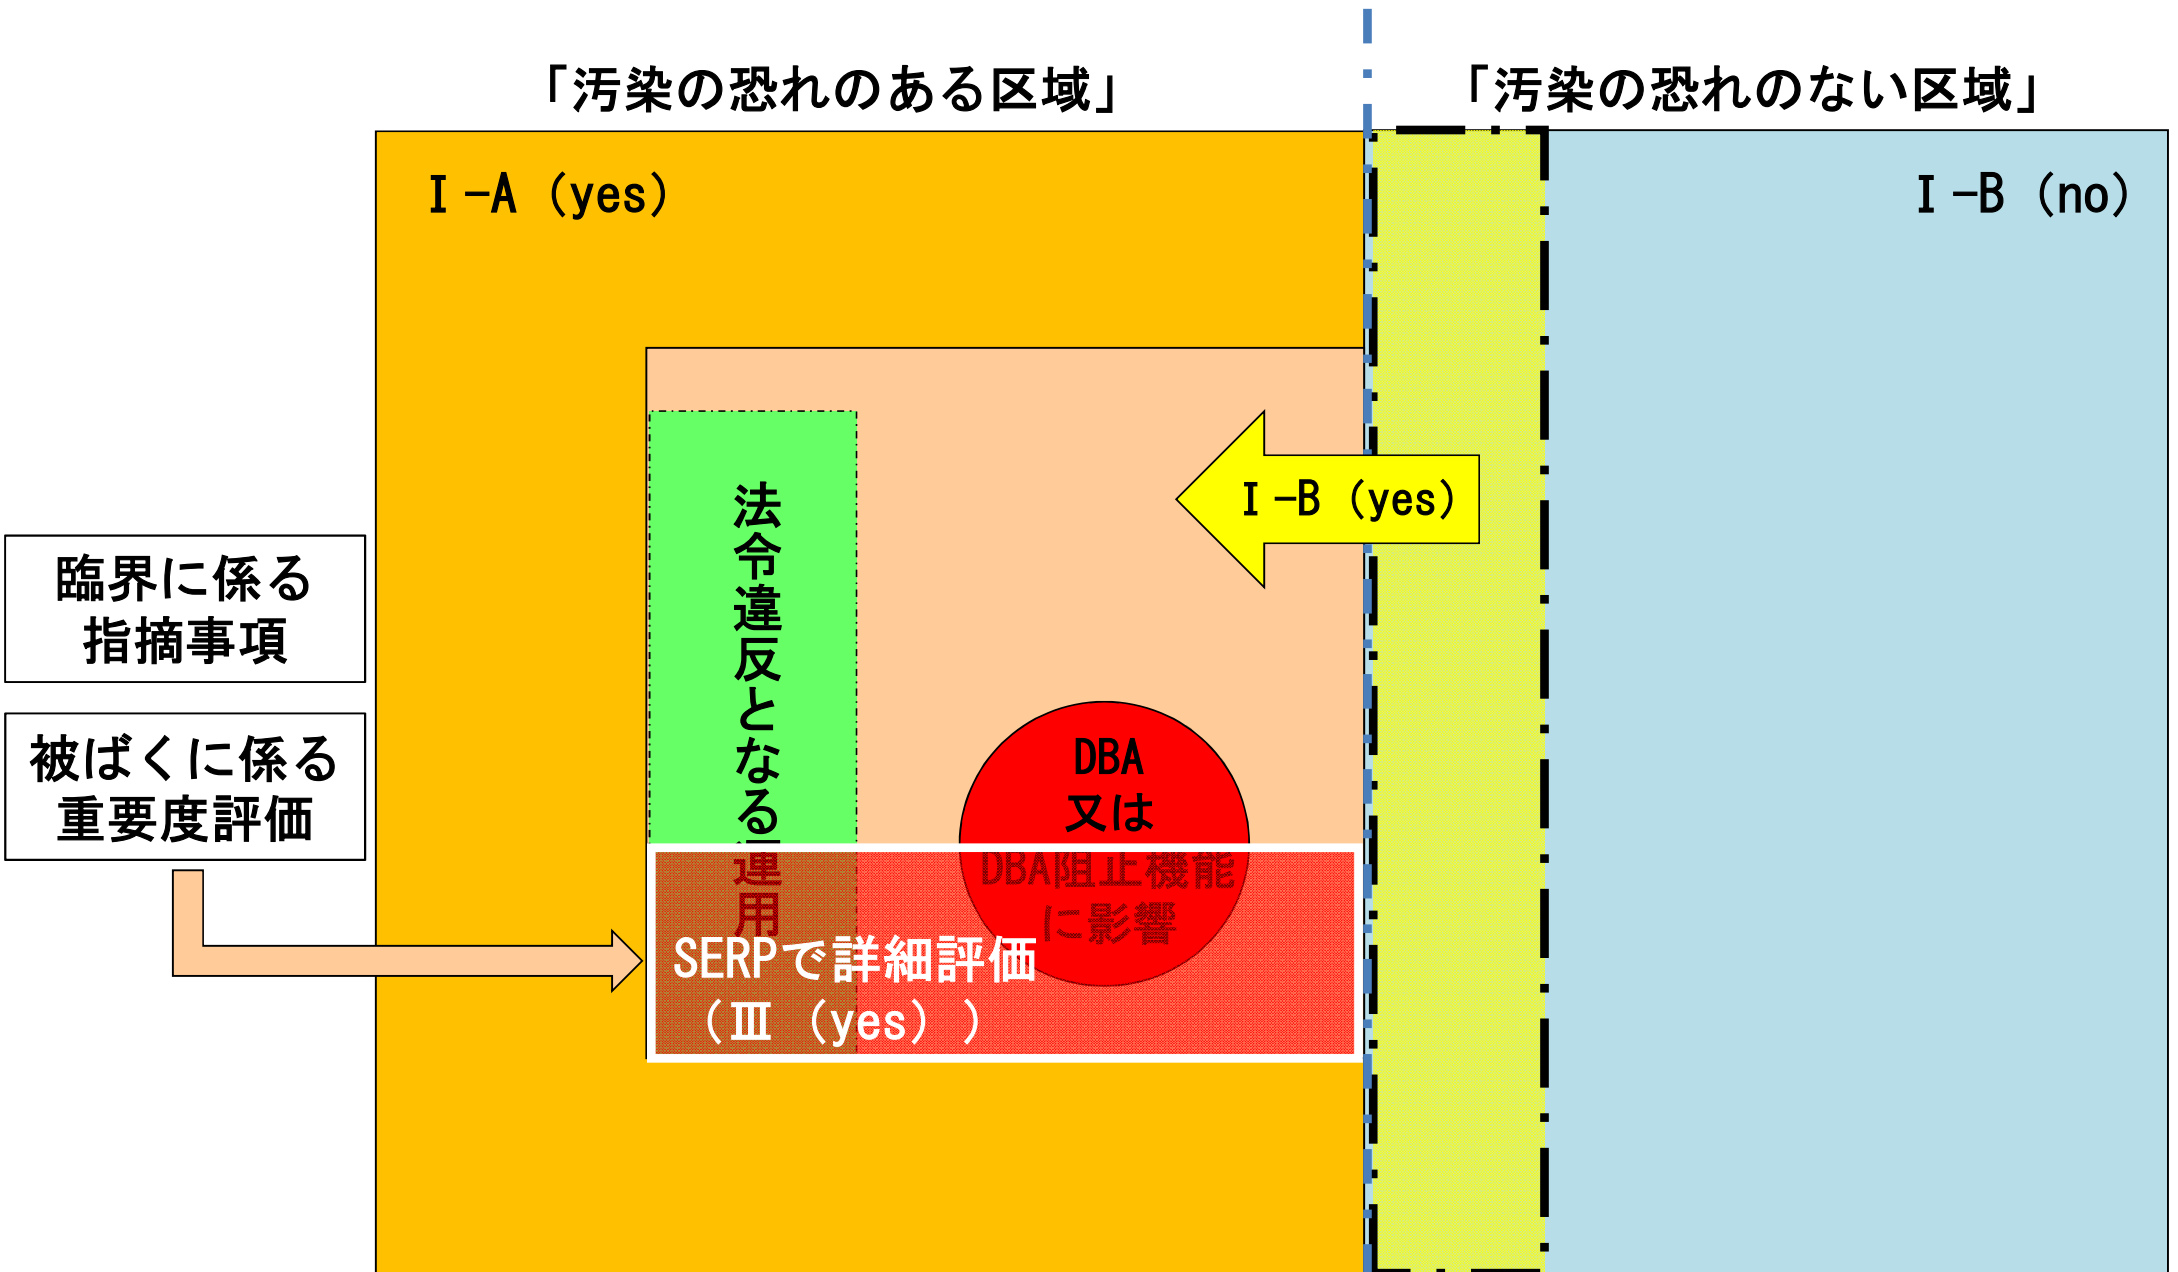 「汚染の恐れのある区域」
「汚染の恐れのない区域」
Ⅰ-A（yes）
Ⅰ-B（no）
Ⅰ-B（yes）
法令違反となる運用
臨界に係る
指摘事項
被ばくに係る
重要度評価
DBA
又は
DBA阻止機能
に影響
SERPで詳細評価
（Ⅲ（yes））